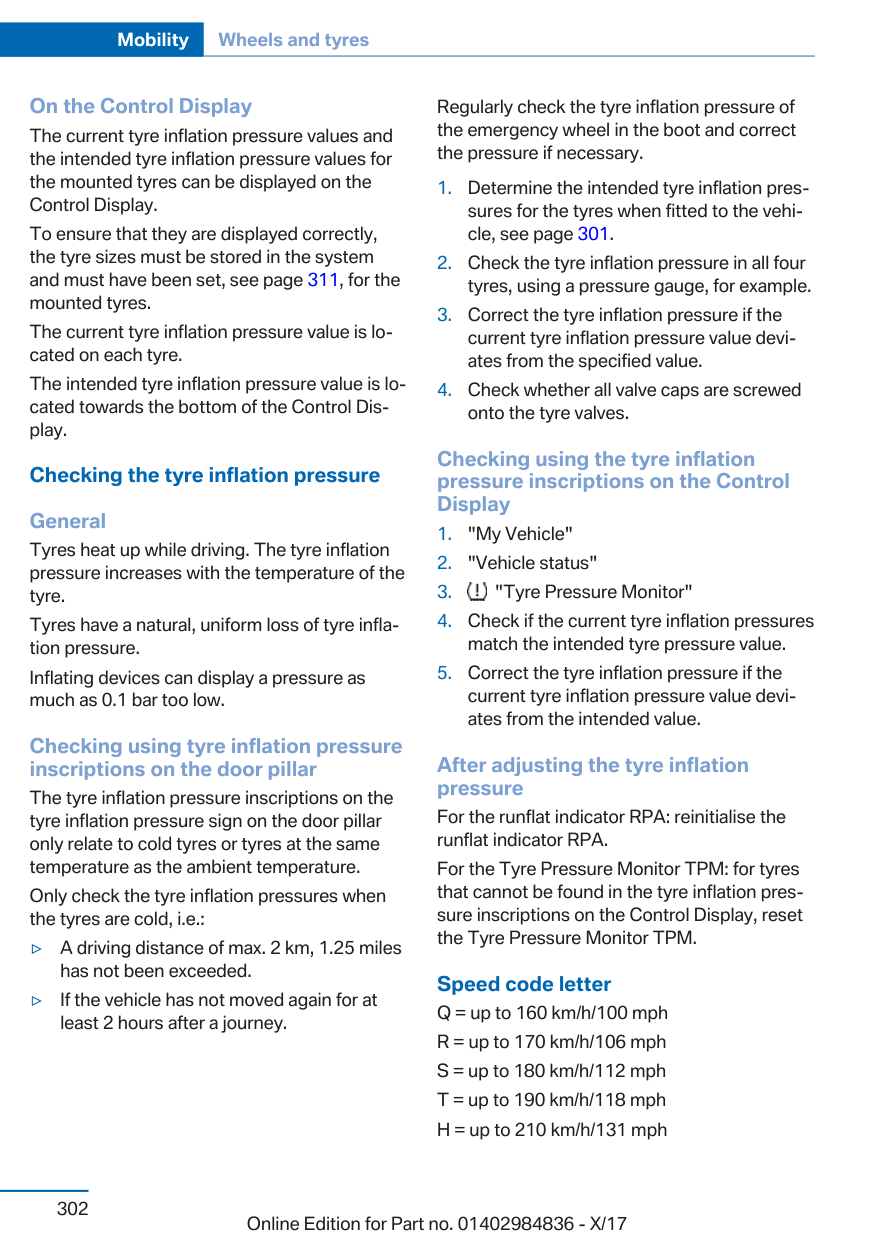 Mobility
Wheels and tyres
On the Control Display
The current tyre inflation pressure values and
the intended tyre inflation pressure values for
the mounted tyres can be displayed on the
Control Display.
To ensure that they are displayed correctly,
the tyre sizes must be stored in the system
and must have been set, see page 311, for the
mounted tyres.
The current tyre inflation pressure value is lo-
cated on each tyre.
The intended tyre inflation pressure value is lo-
cated towards the bottom of the Control Dis-
play.
Checking the tyre inflation pressure
General
Tyres heat up while driving. The tyre inflation
pressure increases with the temperature of the
tyre.
Tyres have a natural, uniform loss of tyre infla-
tion pressure.
Inflating devices can display a pressure as
much as 0.1 bar too low.
Checking using tyre inflation pressure
inscriptions on the door pillar
The tyre inflation pressure inscriptions on the
tyre inflation pressure sign on the door pillar
only relate to cold tyres or tyres at the same
temperature as the ambient temperature.
Only check the tyre inflation pressures when
the tyres are cold, i.e.:
▷ A driving distance of max. 2 km, 1.25 miles
has not been exceeded.
▷ If the vehicle has not moved again for at
least 2 hours after a journey.
Regularly check the tyre inflation pressure of
the emergency wheel in the boot and correct
the pressure if necessary.
1. Determine the intended tyre inflation pres-
sures for the tyres when fitted to the vehi-
cle, see page 301.
2. Check the tyre inflation pressure in all four
tyres, using a pressure gauge, for example.
3. Correct the tyre inflation pressure if the
current tyre inflation pressure value devi-
ates from the specified value.
4. Check whether all valve caps are screwed
onto the tyre valves.
Checking using the tyre inflation
pressure inscriptions on the Control
Display
1. "My Vehicle"
2. "Vehicle status"
3. "Tyre Pressure Monitor"
4. Check if the current tyre inflation pressures
match the intended tyre pressure value.
5. Correct the tyre inflation pressure if the
current tyre inflation pressure value devi-
ates from the intended value.
After adjusting the tyre inflation
pressure
For the runflat indicator RPA: reinitialise the
runflat indicator RPA.
For the Tyre Pressure Monitor TPM: for tyres
that cannot be found in the tyre inflation pres-
sure inscriptions on the Control Display, reset
the Tyre Pressure Monitor TPM.
Speed code letter
Q = up to 160 km/h/100 mph
R = up to 170 km/h/106 mph
S = up to 180 km/h/112 mph
T = up to 190 km/h/118 mph
H = up to 210 km/h/131 mph
302
Online Edition for Part no. 01402984836 - X/17